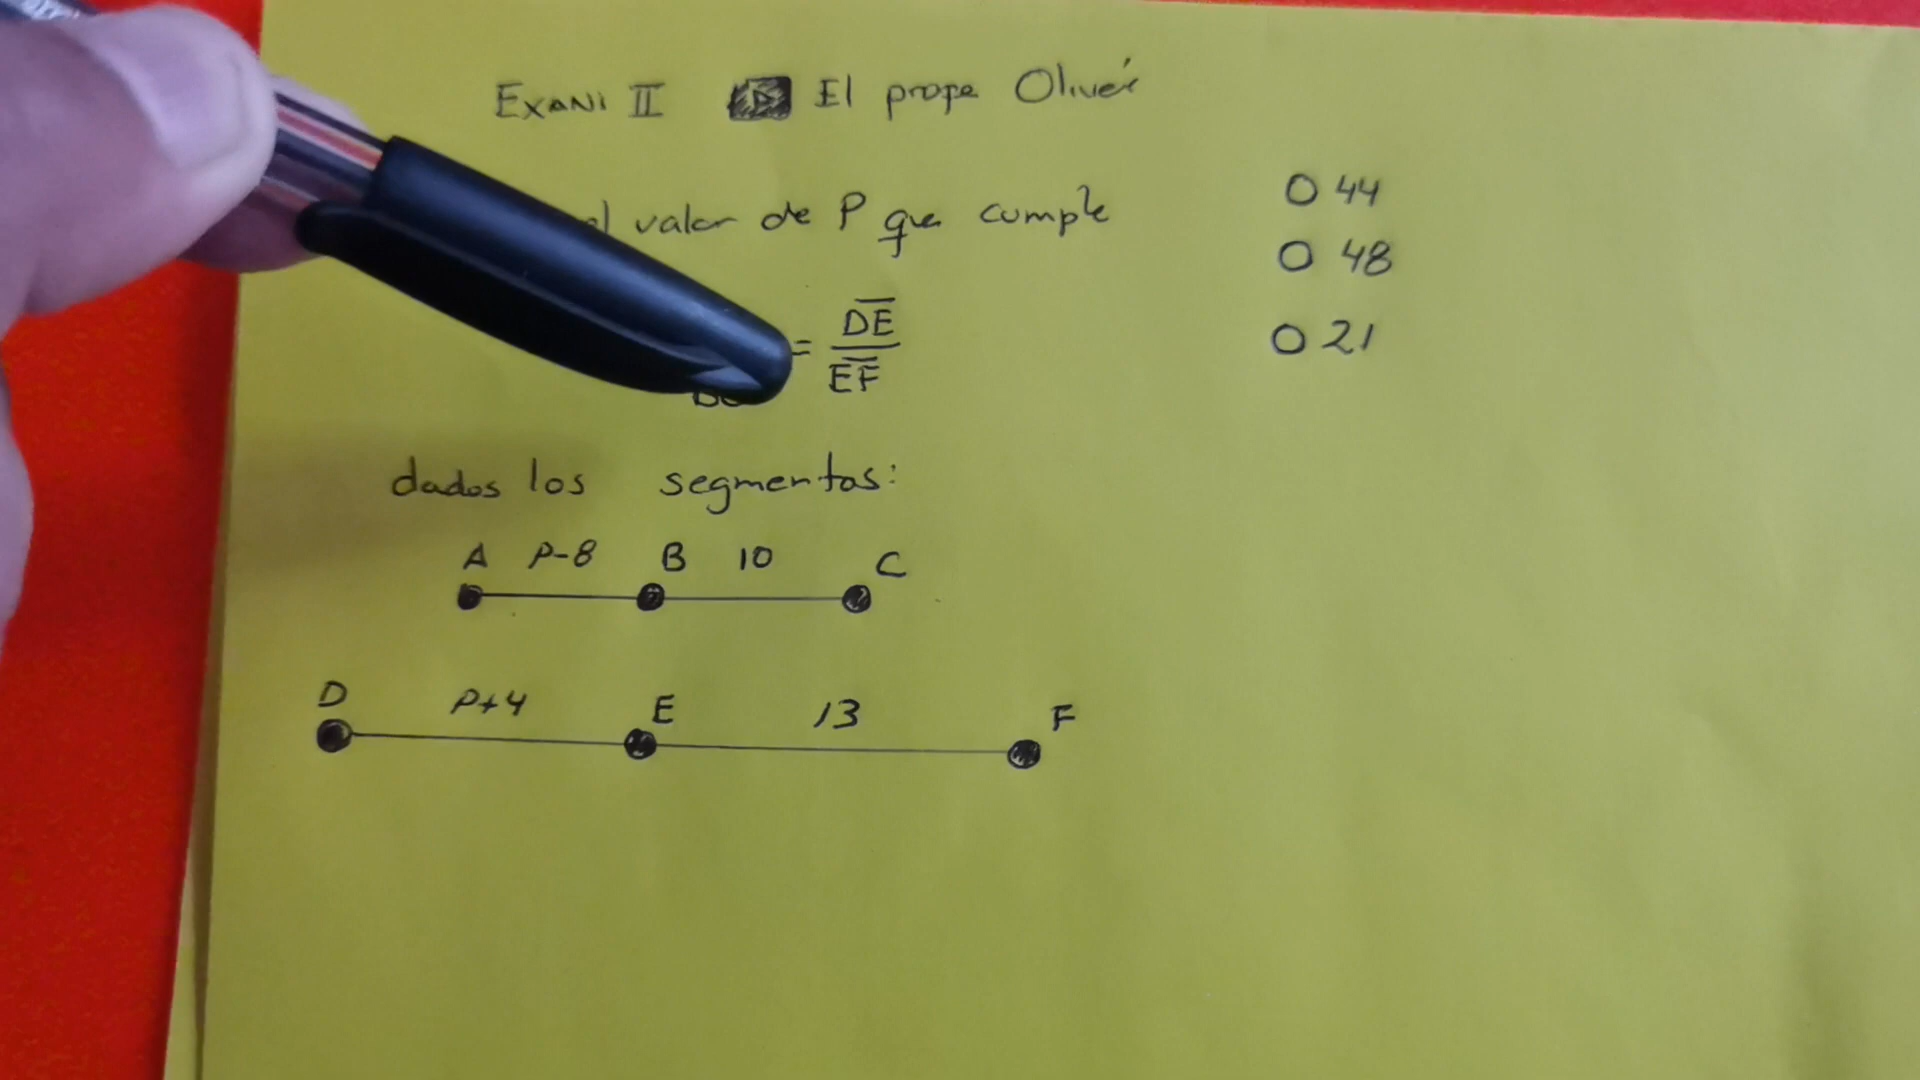 EXANI II El profe Oliver
el valor de P que cumple
= DE
EF
dados los segmentos:
A P-8 B 10 C
D P+4 E 13 F
O 44
O 48
O 21